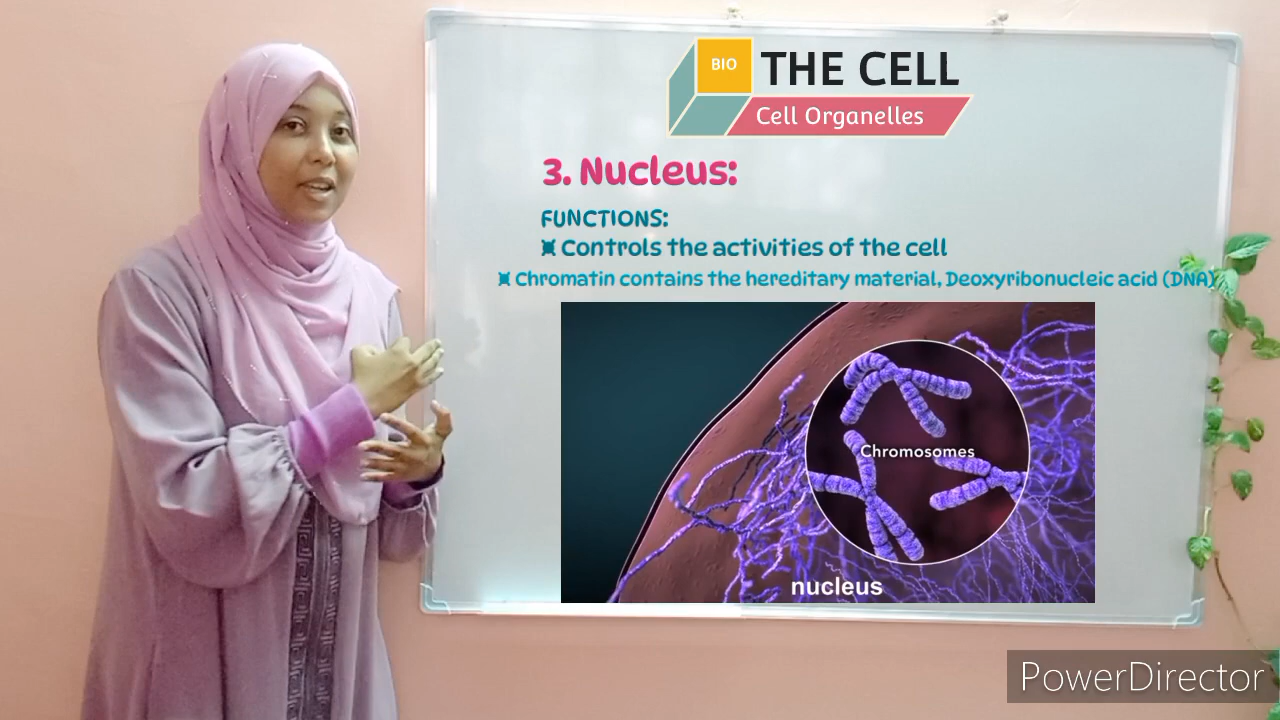 BIO
THE CELL
Cell Organelles
3. Nucleus:
FUNCTIONS:
Controls the activities of the cell
Chromatin contains the hereditary material, Deoxyribonucleic acid (DNA)
Chromosomes
nucleus
PowerDirector